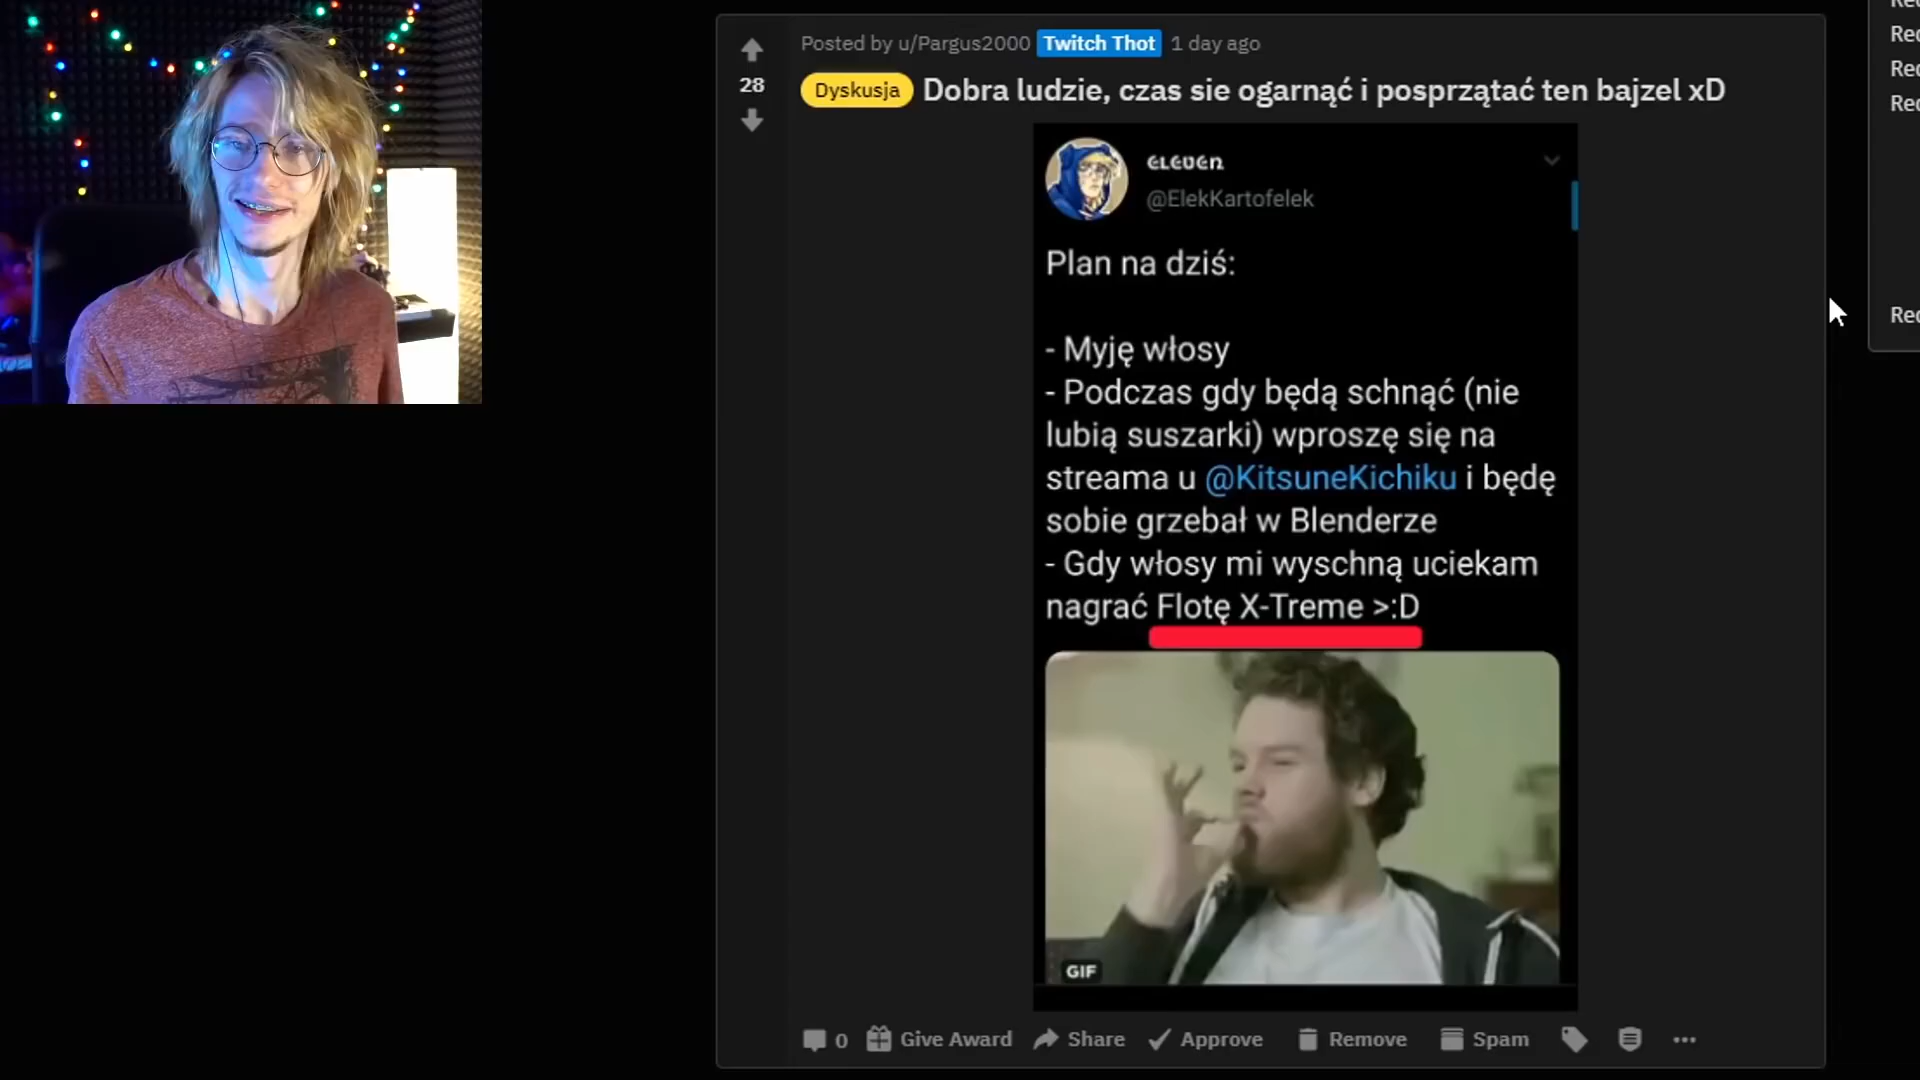 Posted by u/Pargus2000 Twitch Thot 1 day ago
28
Dyskusja Dobra ludzie, czas sie ogarnąć i posprzątać ten bajzel xD
ELEVEN
@ElekKartofelek
Plan na dziś:
- Myję włosy
- Podczas gdy będą schnąć (nie
lubią suszarki) wproszę się na
streama u @KitsuneKichiku i będę
sobie grzebał w Blenderze
- Gdy włosy mi wyschną uciekam
nagrać Flotę X-Treme >:D
GIF
0 Give Award Share Approve Remove Spam